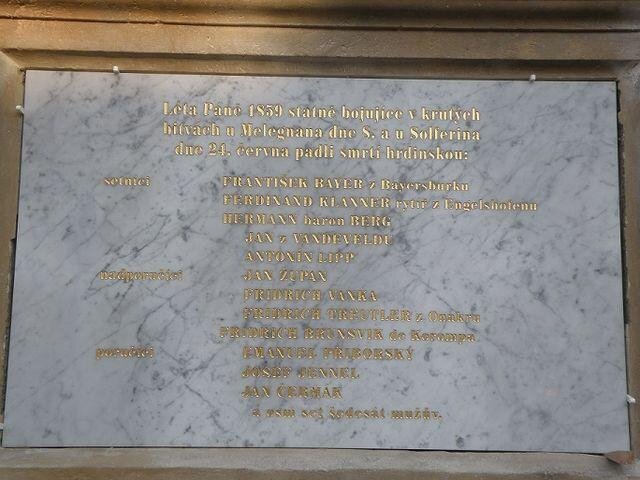 Léta Páně 1859 statně bojujíce v krutých
bitvách u Melegnana dne 8. a u Solferina
dne 24. června padli smrtí hrdinskou:
setníci FRANTIŠEK BAYER z Bayersburku
FERDINAND KLANNER rytíř z Engelshofenu
HERMANN baron BERG
JAN z VANDEVELDU
ANTONÍN LIPP
nadporučíci JAN ŽUPAN
FRIDRICH VAŇKA
FRIDRICH TREUTLER z Onakru
FRIDRICH BRUNSVIK de Korompa
poručíci EMANUEL PŘÍBORSKÝ
JOSEF JENNEL
JAN ČERMÁK
a osm set šedesát mužův.